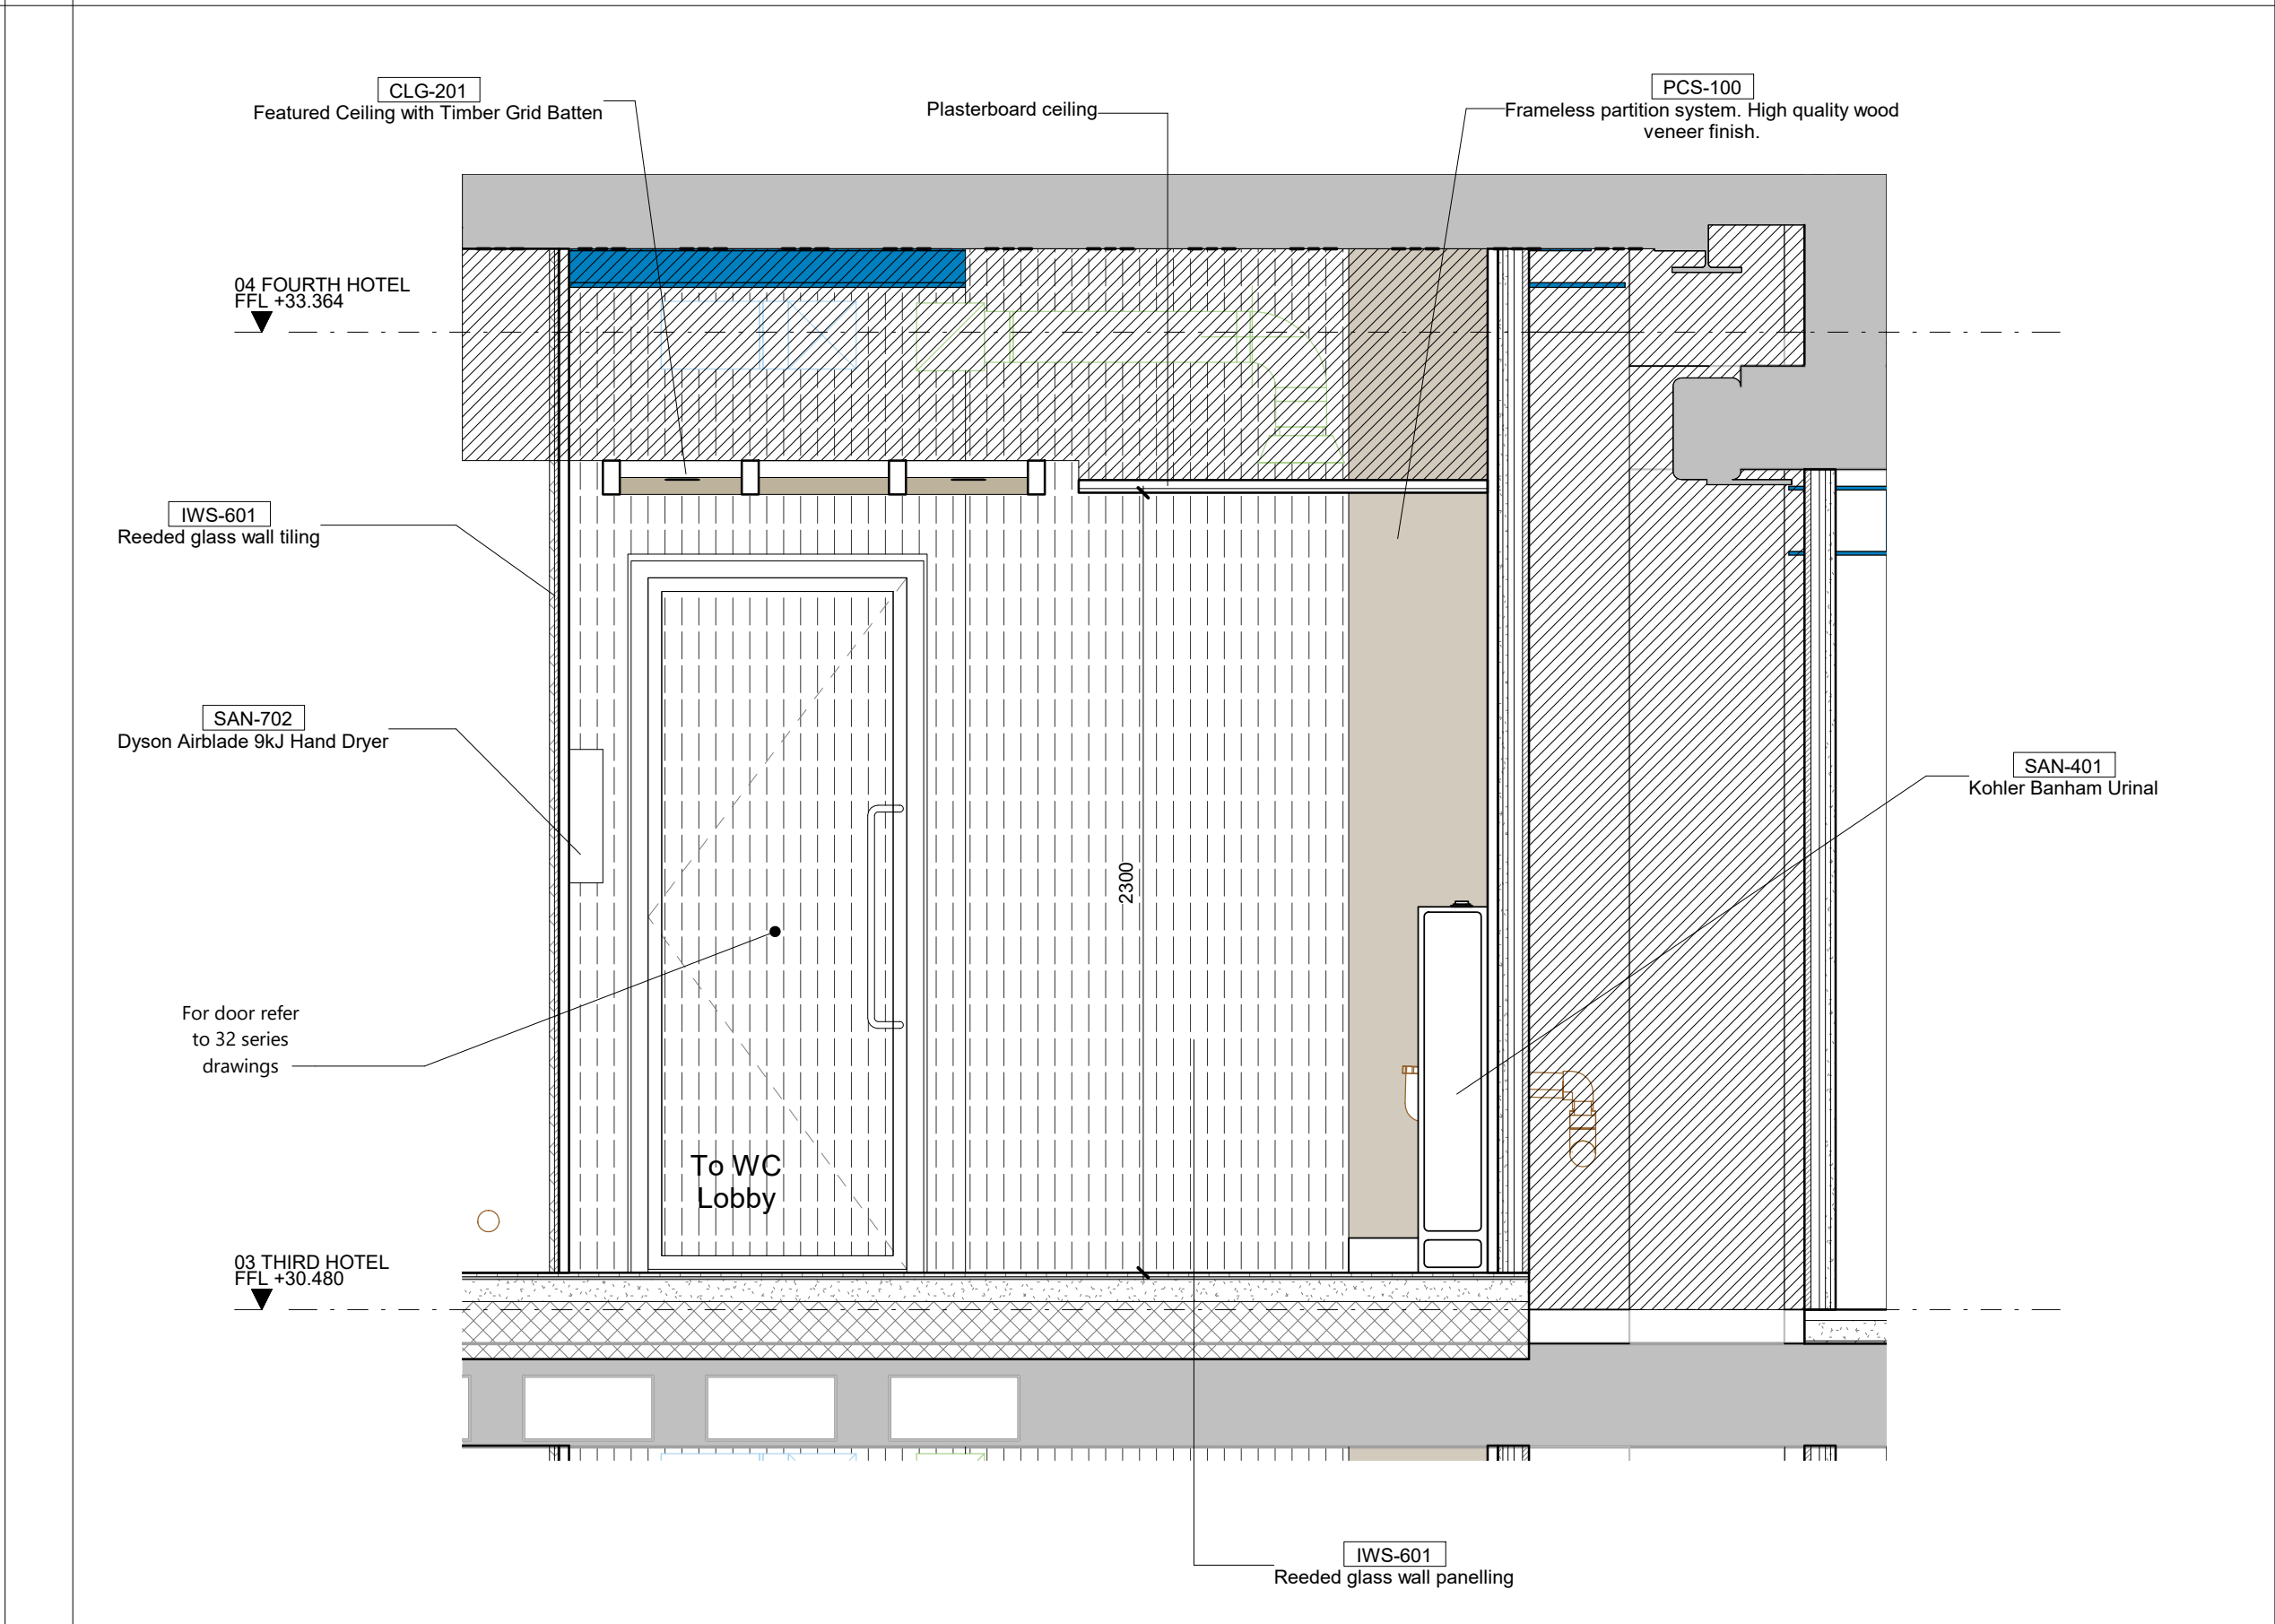 CLG-201
Featured Ceiling with Timber Grid Batten
Plasterboard ceiling
PCS-100
Frameless partition system. High quality wood
veneer finish.
04 FOURTH HOTEL
FFL +33.364
IWS-601
Reeded glass wall tiling
SAN-702
Dyson Airblade 9kJ Hand Dryer
SAN-401
Kohler Banham Urinal
2300
For door refer
to 32 series
drawings
To WC
Lobby
03 THIRD HOTEL
FFL +30.480
IWS-601
Reeded glass wall panelling